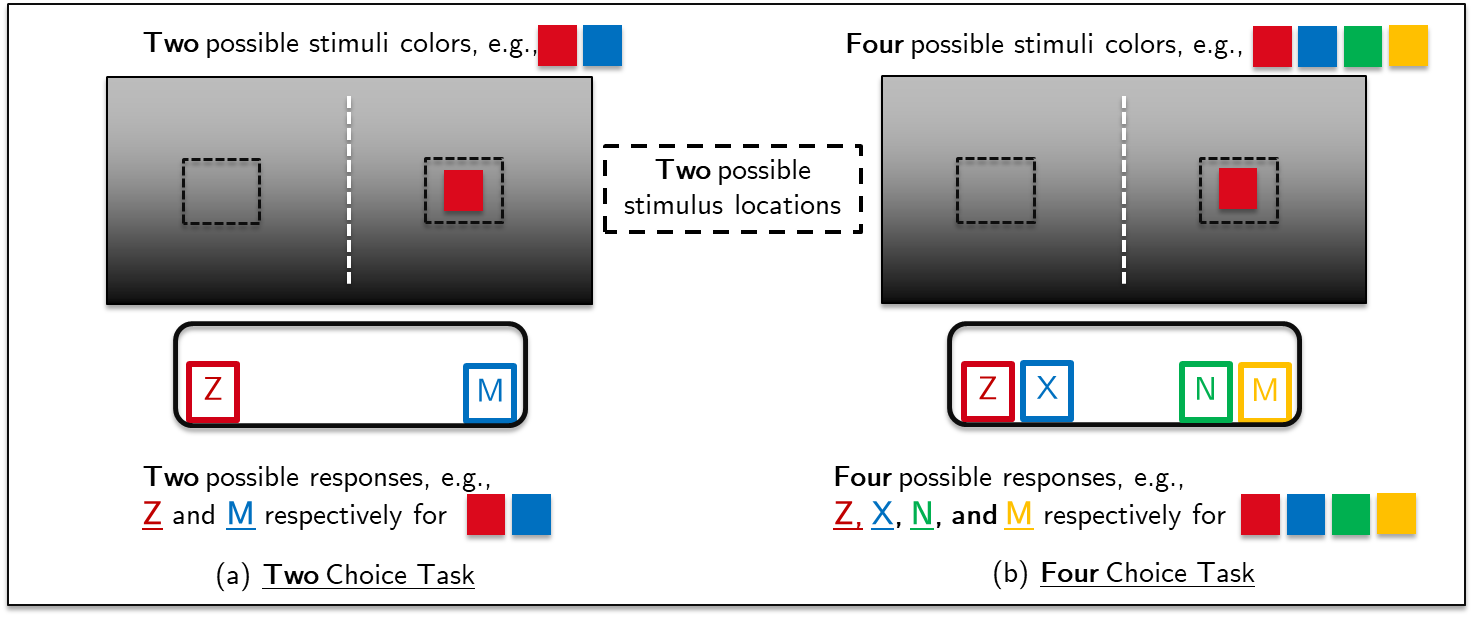 Two possible stimuli colors, e.g.,
Four possible stimuli colors, e.g.,
Two possible
stimulus locations
Z
M
Z
X
N
M
Two possible responses, e.g.,
Z and M respectively for
(a) Two Choice Task
Four possible responses, e.g.,
Z, X, N, and M respectively for
(b) Four Choice Task